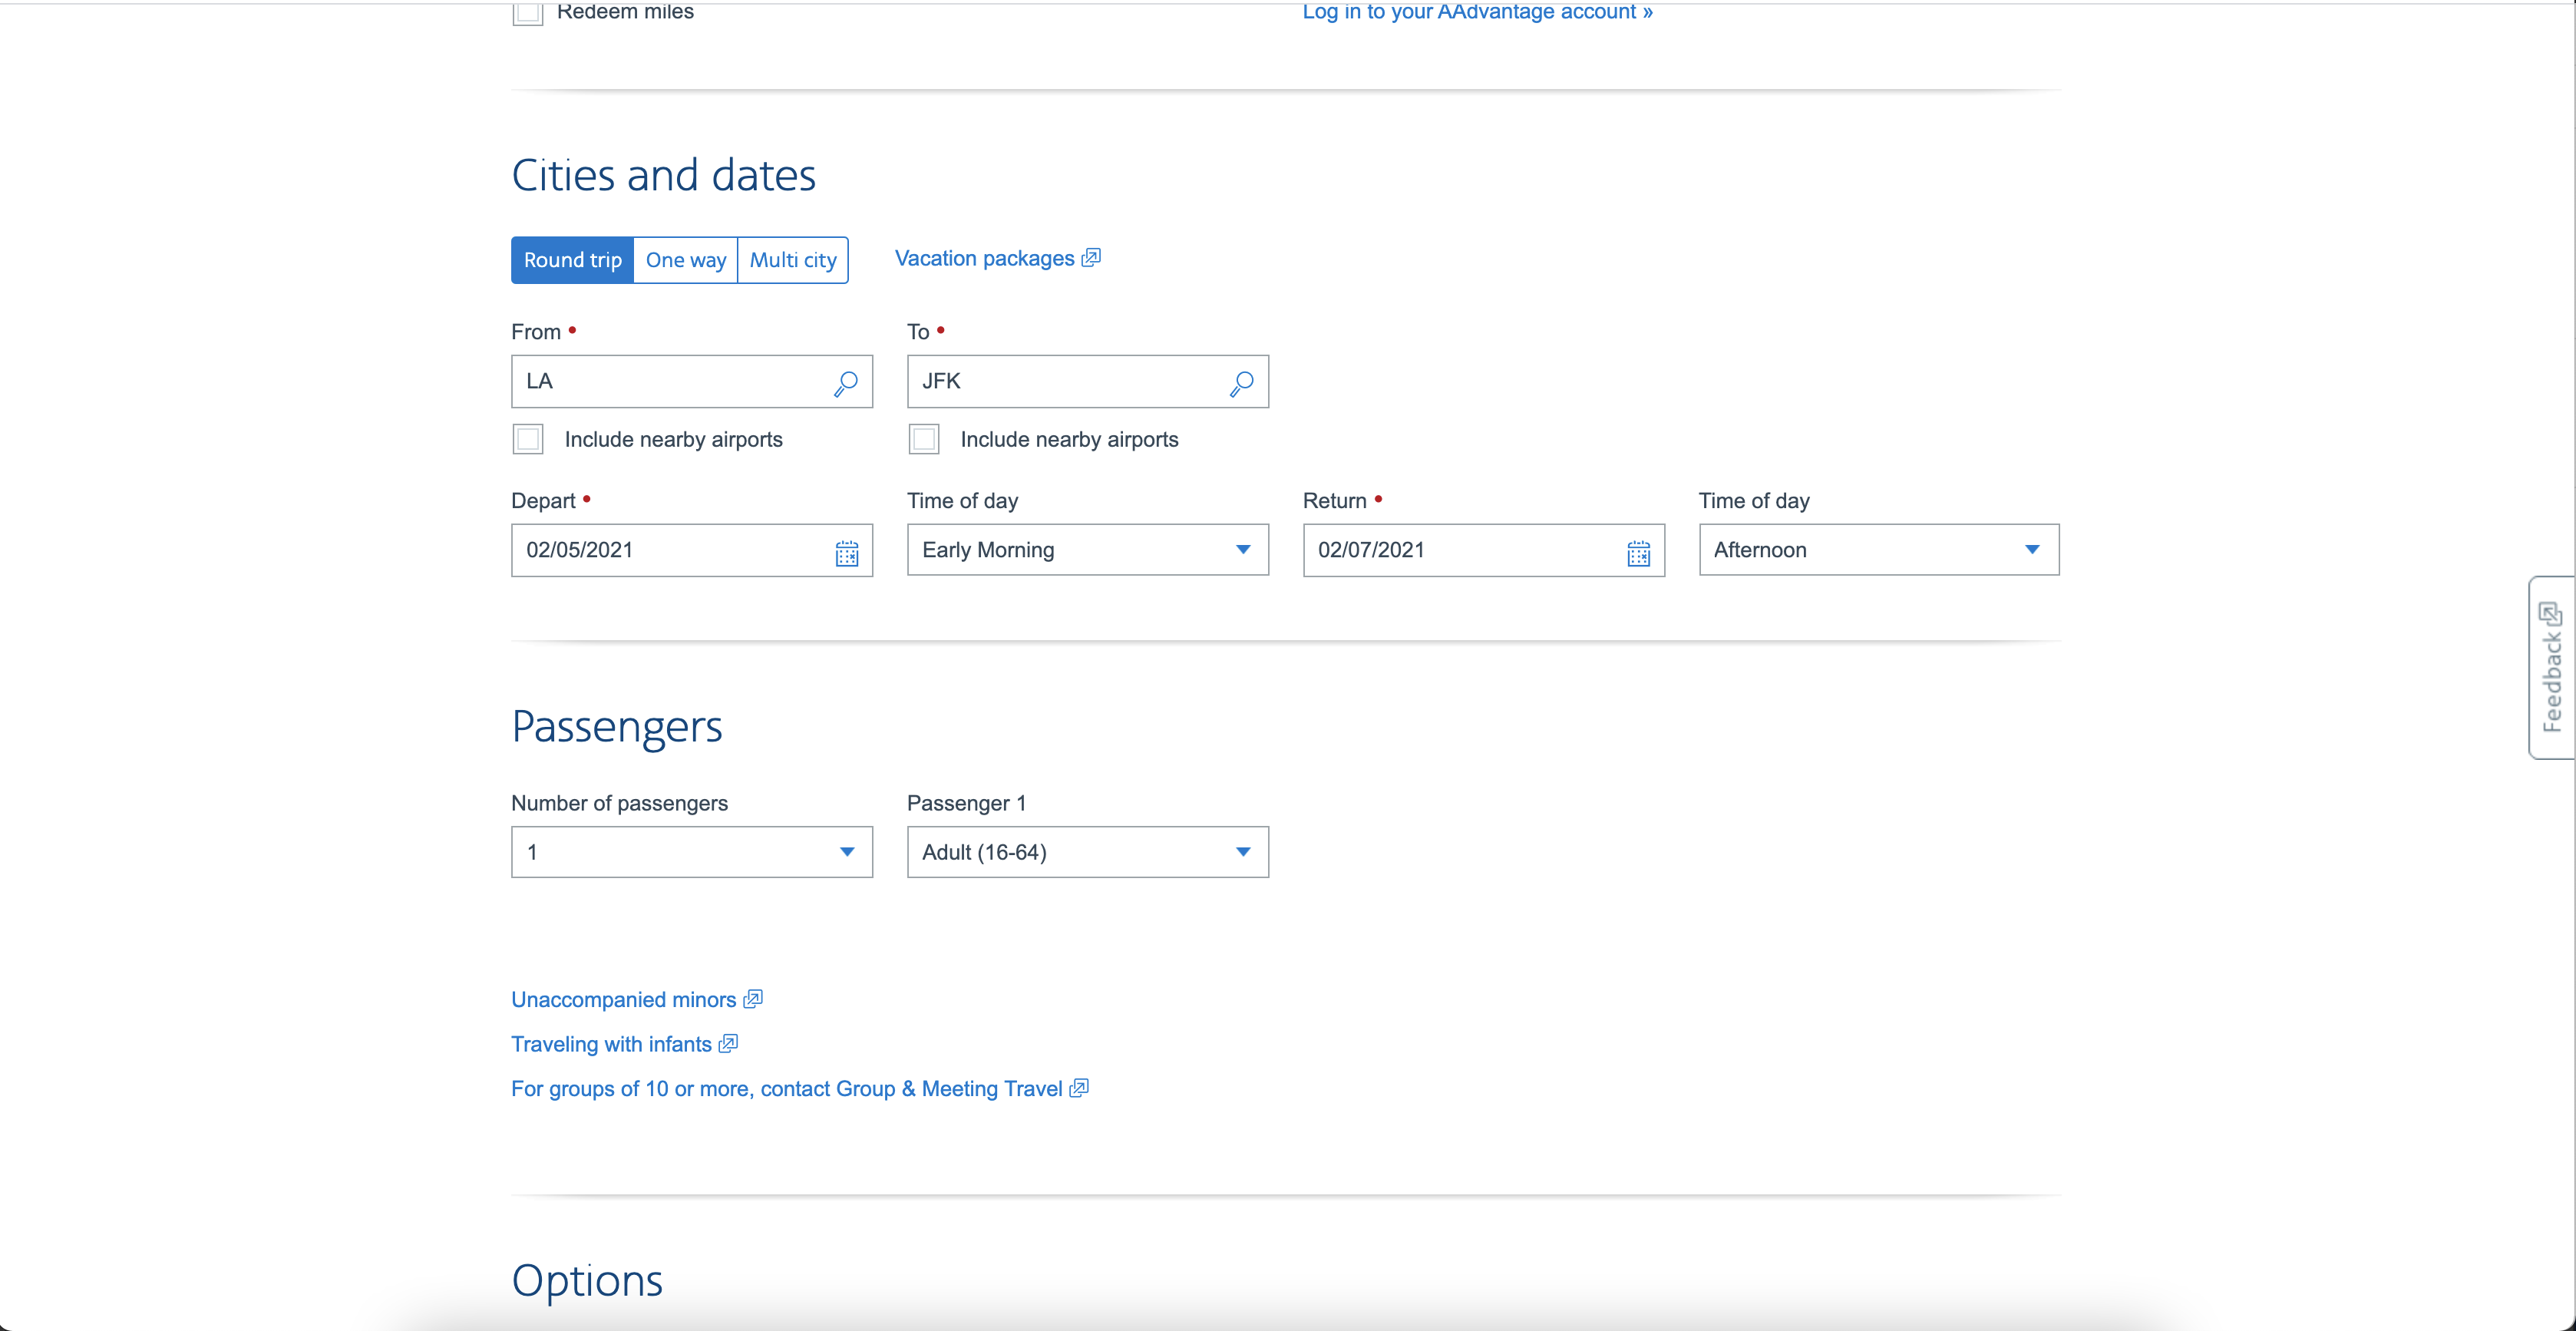 Redeem miles
Log in to your AAdvantage account »
Cities and dates
Round trip
One way
Multi city
Vacation packages
From •
To •
LA
JFK
Include nearby airports
Include nearby airports
Depart •
Time of day
Return •
Time of day
02/05/2021
Early Morning
02/07/2021
Afternoon
Feedback
Passengers
Number of passengers
Passenger 1
1
Adult (16-64)
Unaccompanied minors
Traveling with infants
For groups of 10 or more, contact Group & Meeting Travel
Options